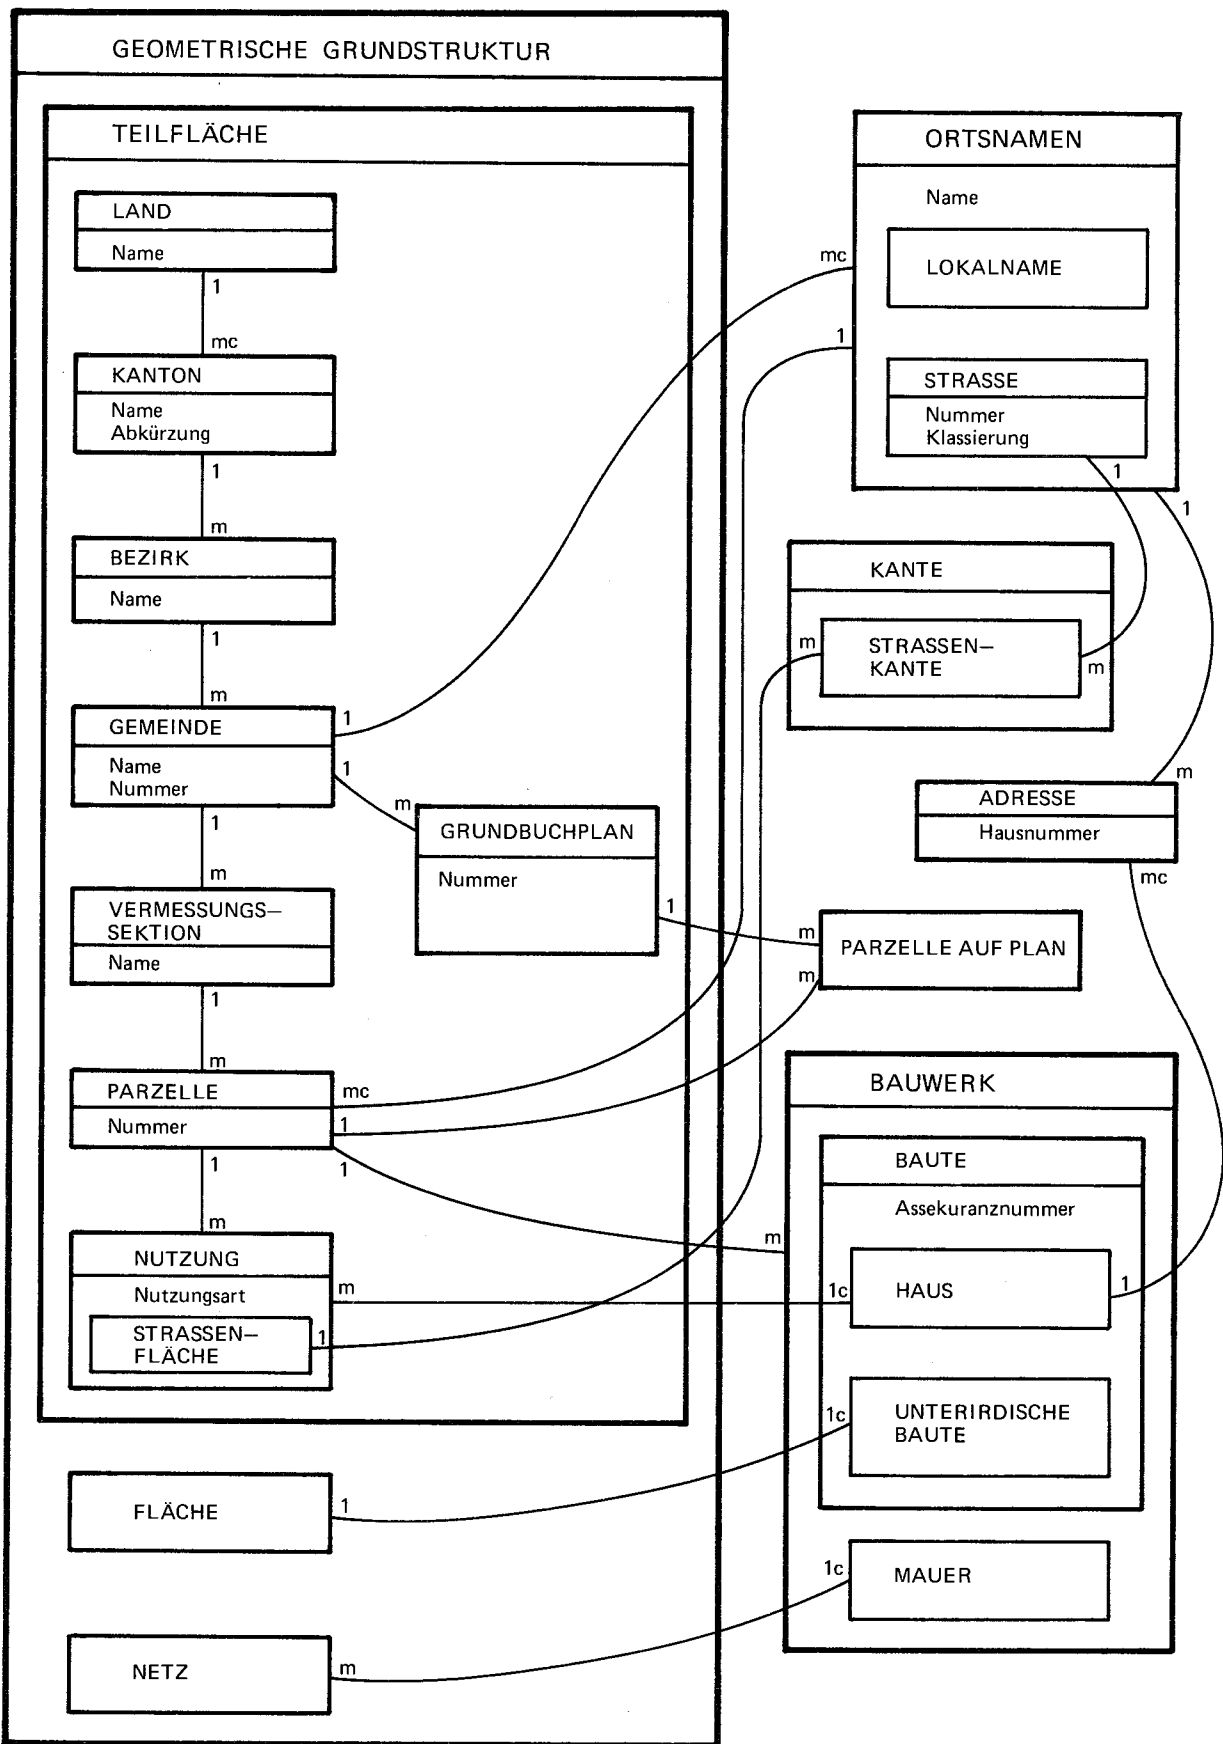 GEOMETRISCHE GRUNDSTRUKTUR
TEILFLÄCHE
LAND
Name
1
mc
KANTON
Name
Abkürzung
1
m
BEZIRK
Name
1
m
GEMEINDE
1
Name
Nummer
1
1
m
GRUNDBUCHPLAN
Nummer
1
m
VERMESSUNGS–
SEKTION
Name
1
m
PARZELLE
mc
Nummer
1
1
1
m
NUTZUNG
Nutzungsart
m
STRASSEN–
FLÄCHE
1
FLÄCHE
1
NETZ
m
ORTSNAMEN
Name
mc
LOKALNAME
1
STRASSE
Nummer
Klassierung
1
1
KANTE
m
STRASSEN–
KANTE
m
m
ADRESSE
Hausnummer
mc
m
PARZELLE AUF PLAN
m
BAUWERK
BAUTE
Assekuranznummer
m
1c
HAUS
1
1c
UNTERIRDISCHE
BAUTE
1c
MAUER